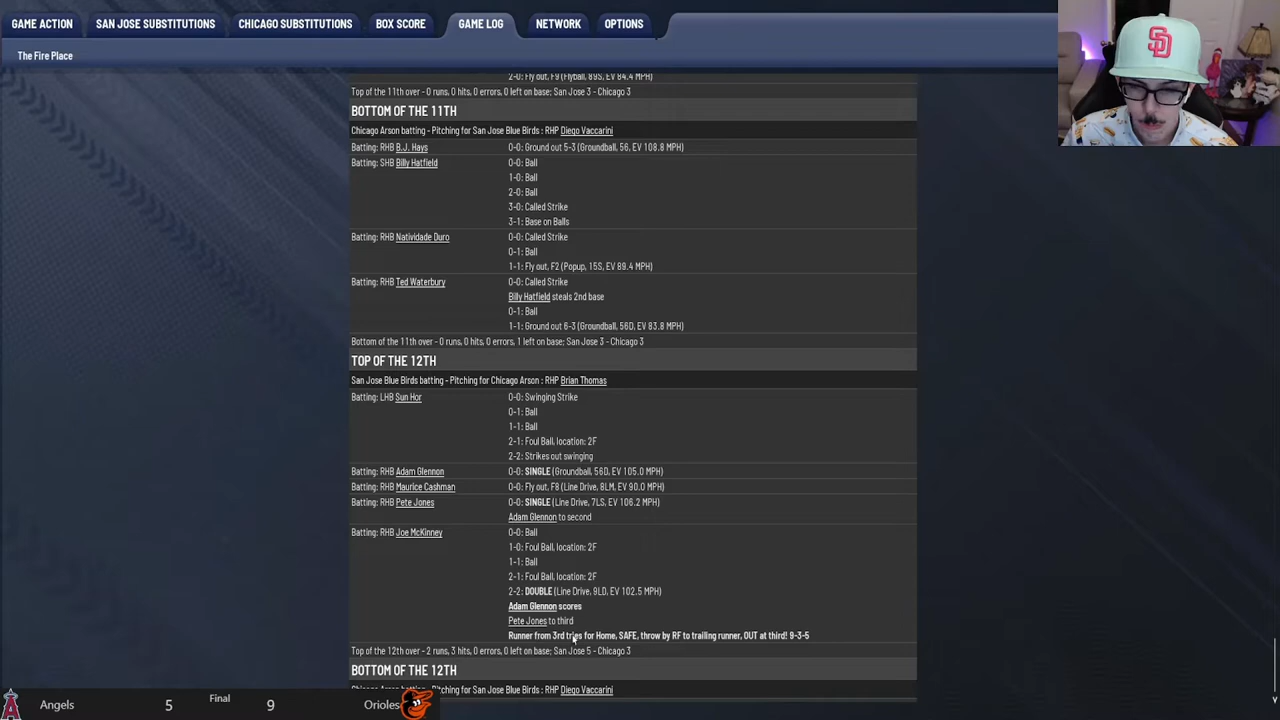 GAME ACTION SAN JOSE SUBSTITUTIONS CHICAGO SUBSTITUTIONS BOX SCORE GAME LOG NETWORK OPTIONS
The Fire Place
2-0: Fly out, F9 (Flyball, 89S, EV 84.4 MPH)
Top of the 11th over - 0 runs, 0 hits, 0 errors, 0 left on base; San Jose 3 - Chicago 3
BOTTOM OF THE 11TH
Chicago Arson batting - Pitching for San Jose Blue Birds : RHP Diego Vaccarini
Batting: RHB B.J. Hays 0-0: Ground out 5-3 (Groundball, 56, EV 108.8 MPH)
Batting: SHB Billy Hatfield 0-0: Ball
1-0: Ball
2-0: Ball
3-0: Called Strike
3-1: Base on Balls
Batting: RHB Natividade Duro 0-0: Called Strike
0-1: Ball
1-1: Fly out, F2 (Popup, 15S, EV 89.4 MPH)
Batting: RHB Ted Waterbury 0-0: Called Strike
Billy Hatfield steals 2nd base
0-1: Ball
1-1: Ground out 6-3 (Groundball, 56D, EV 83.8 MPH)
Bottom of the 11th over - 0 runs, 0 hits, 0 errors, 1 left on base; San Jose 3 - Chicago 3
TOP OF THE 12TH
San Jose Blue Birds batting - Pitching for Chicago Arson : RHP Brian Thomas
Batting: LHB Sun Hor 0-0: Swinging Strike
0-1: Ball
1-1: Ball
2-1: Foul Ball, location: 2F
2-2: Strikes out swinging
Batting: RHB Adam Glennon 0-0: SINGLE (Groundball, 56D, EV 105.0 MPH)
Batting: RHB Maurice Cashman 0-0: Fly out, F8 (Line Drive, 8LM, EV 90.0 MPH)
Batting: RHB Pete Jones 0-0: SINGLE (Line Drive, 7LS, EV 106.2 MPH)
Adam Glennon to second
Batting: RHB Joe McKinney 0-0: Ball
1-0: Foul Ball, location: 2F
1-1: Ball
2-1: Foul Ball, location: 2F
2-2: DOUBLE (Line Drive, 9LD, EV 102.5 MPH)
Adam Glennon scores
Pete Jones to third
Runner from 3rd tries for Home, SAFE, throw by RF to trailing runner, OUT at third! 9-3-5
Top of the 12th over - 2 runs, 3 hits, 0 errors, 0 left on base; San Jose 5 - Chicago 3
BOTTOM OF THE 12TH
Chicago Arson batting - Pitching for San Jose Blue Birds : RHP Diego Vaccarini
Angels 5 Final 9 Orioles
SD